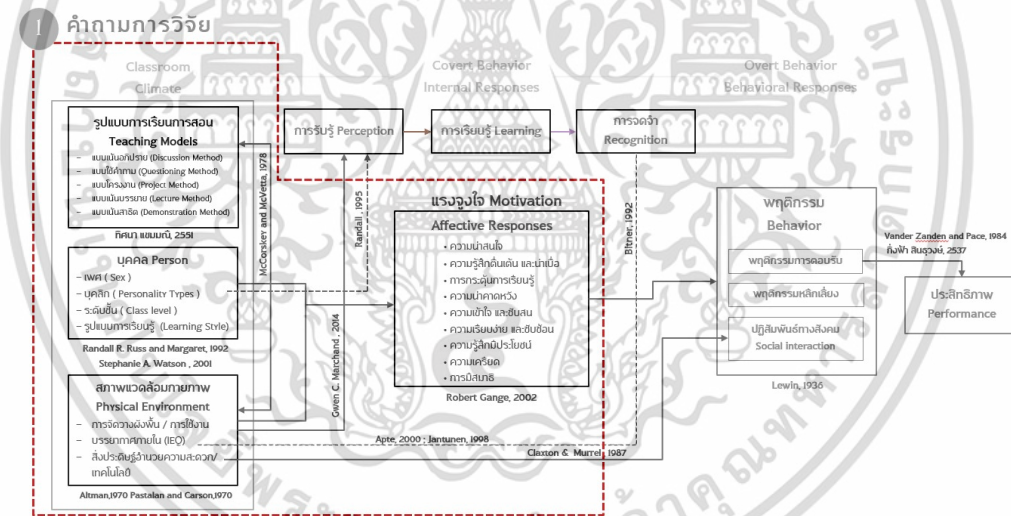 1 คำถามการวิจัย
Classroom
Climate
Covert Behavior
Internal Responses
Overt Behavior
Behavioral Responses
รูปแบบการเรียนการสอน
Teaching Models
- แบบเน้นอภิปราย (Discussion Method)
- แบบใช้คำถาม (Questioning Method)
- แบบโครงงาน (Project Method)
- แบบเน้นบรรยาย (Lecture Method)
- แบบเน้นสาธิต (Demonstration Method)
ทิศนา แขมมณี, 2551
บุคคล Person
- เพศ ( Sex )
- บุคลิก ( Personality Types )
- ระดับชั้น ( Class level )
- รูปแบบการเรียนรู้ (Learning Style)
Randall R. Russ and Margaret, 1992
Stephanie A. Watson , 2001
สภาพแวดล้อมกายภาพ
Physical Environment
- การจัดวางผังพื้น / การใช้งาน
- บรรยากาศภายใน (IEQ)
- สิ่งประดิษฐ์อำนวยความสะดวก/
เทคโนโลยี
Altman,1970 Pastalan and Carson,1970
McCorskey and McVetta, 1978
การรับรู้ Perception
การเรียนรู้ Learning
การจดจำ
Recognition
Randall , 1995
Gwen C. Marchand , 2014
แรงจูงใจ Motivation
Affective Responses
• ความน่าสนใจ
• ความรู้สึกตื่นเต้น และน่าเบื่อ
• การกระตุ้นการเรียนรู้
• ความน่าคาดหวัง
• ความเข้าใจ และสับสน
• ความเรียบง่าย และซับซ้อน
• ความรู้สึกมีประโยชน์
• ความเครียด
• การมีสมาธิ
Robert Gange, 2002
Bitner, 1992
Apte, 2000 ; Jantunen, 1998
Claxton & Murrel, 1987
พฤติกรรม
Behavior
พฤติกรรมการตอบรับ
พฤติกรรมหลีกเลี่ยง
ปฏิสัมพันธ์ทางสังคม
Social interaction
Lewin, 1936
Vander Zanden and Pace, 1984
กิ่งฟ้า สินธุวงษ์, 2537
ประสิทธิภาพ
Performance